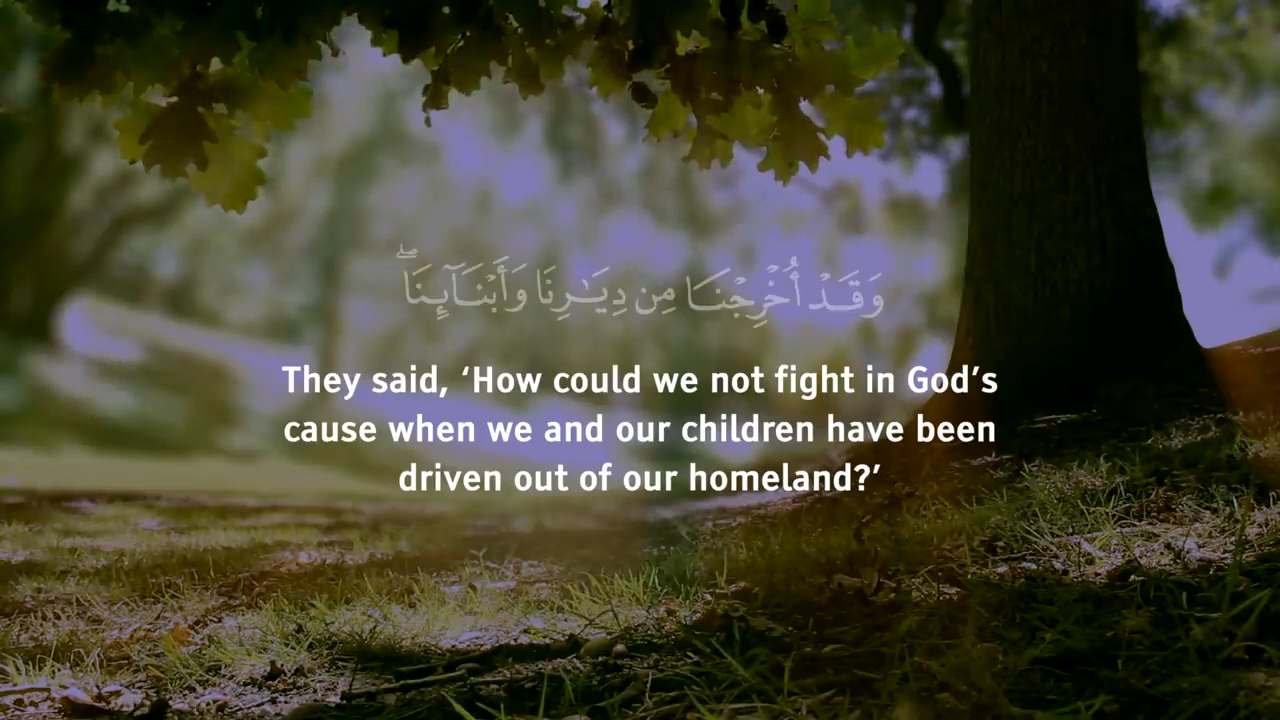 وَقَدْ أُخْرِجْنَا مِن دِيَـٰرِنَا وَأَبْنَآئِنَا ۖ
They said, ‘How could we not fight in God’s
cause when we and our children have been
driven out of our homeland?’